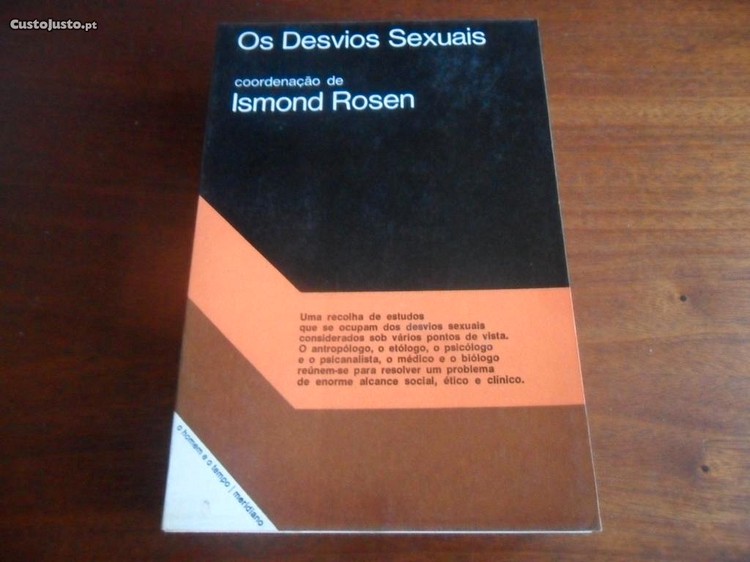 CustoJusto.pt
Os Desvios Sexuais
coordenação de
Ismond Rosen
Uma recolha de estudos
que se ocupam dos desvios sexuais
considerados sob vários pontos de vista.
O antropólogo, o etólogo, o psicólogo
e o psicanalista, o médico e o biólogo
reúnem-se para resolver um problema
de enorme alcance social, ético e clínico.
o homem e o tempo | meridiano